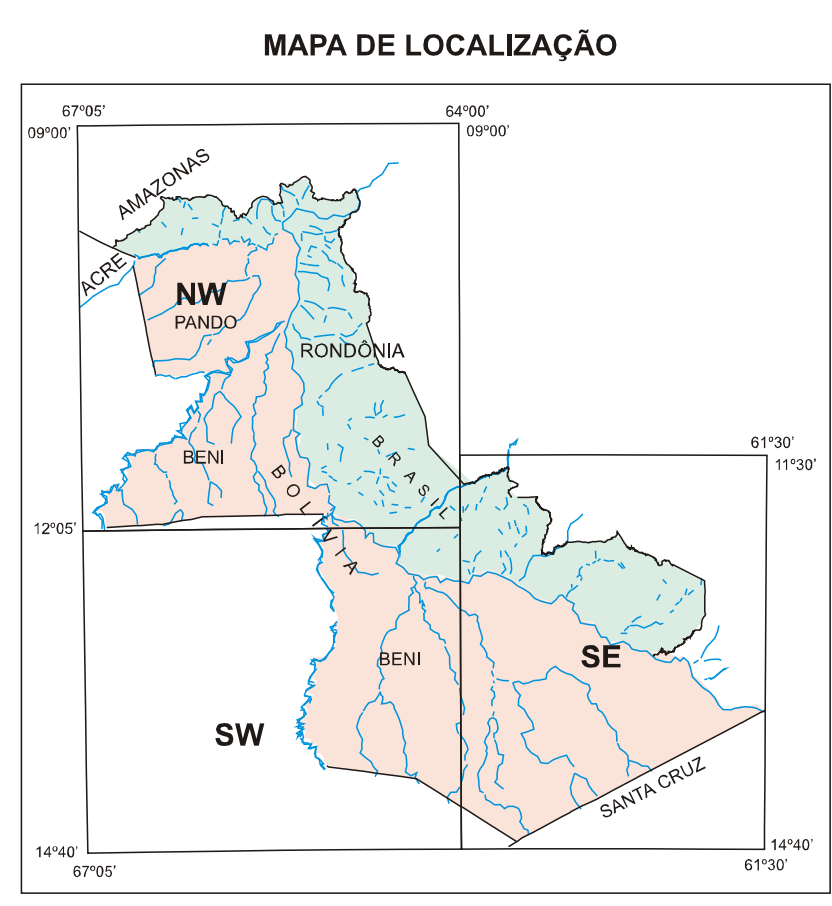 MAPA DE LOCALIZAÇÃO
67º05'
64º00'
09º00'
09º00'
AMAZONAS
ACRE
NW
PANDO
RONDÔNIA
BRASIL
61º30'
11º30'
BENI
BOLIVIA
12º05'
BENI
SE
SW
SANTA CRUZ
14º40'
14º40'
67º05'
61º30'